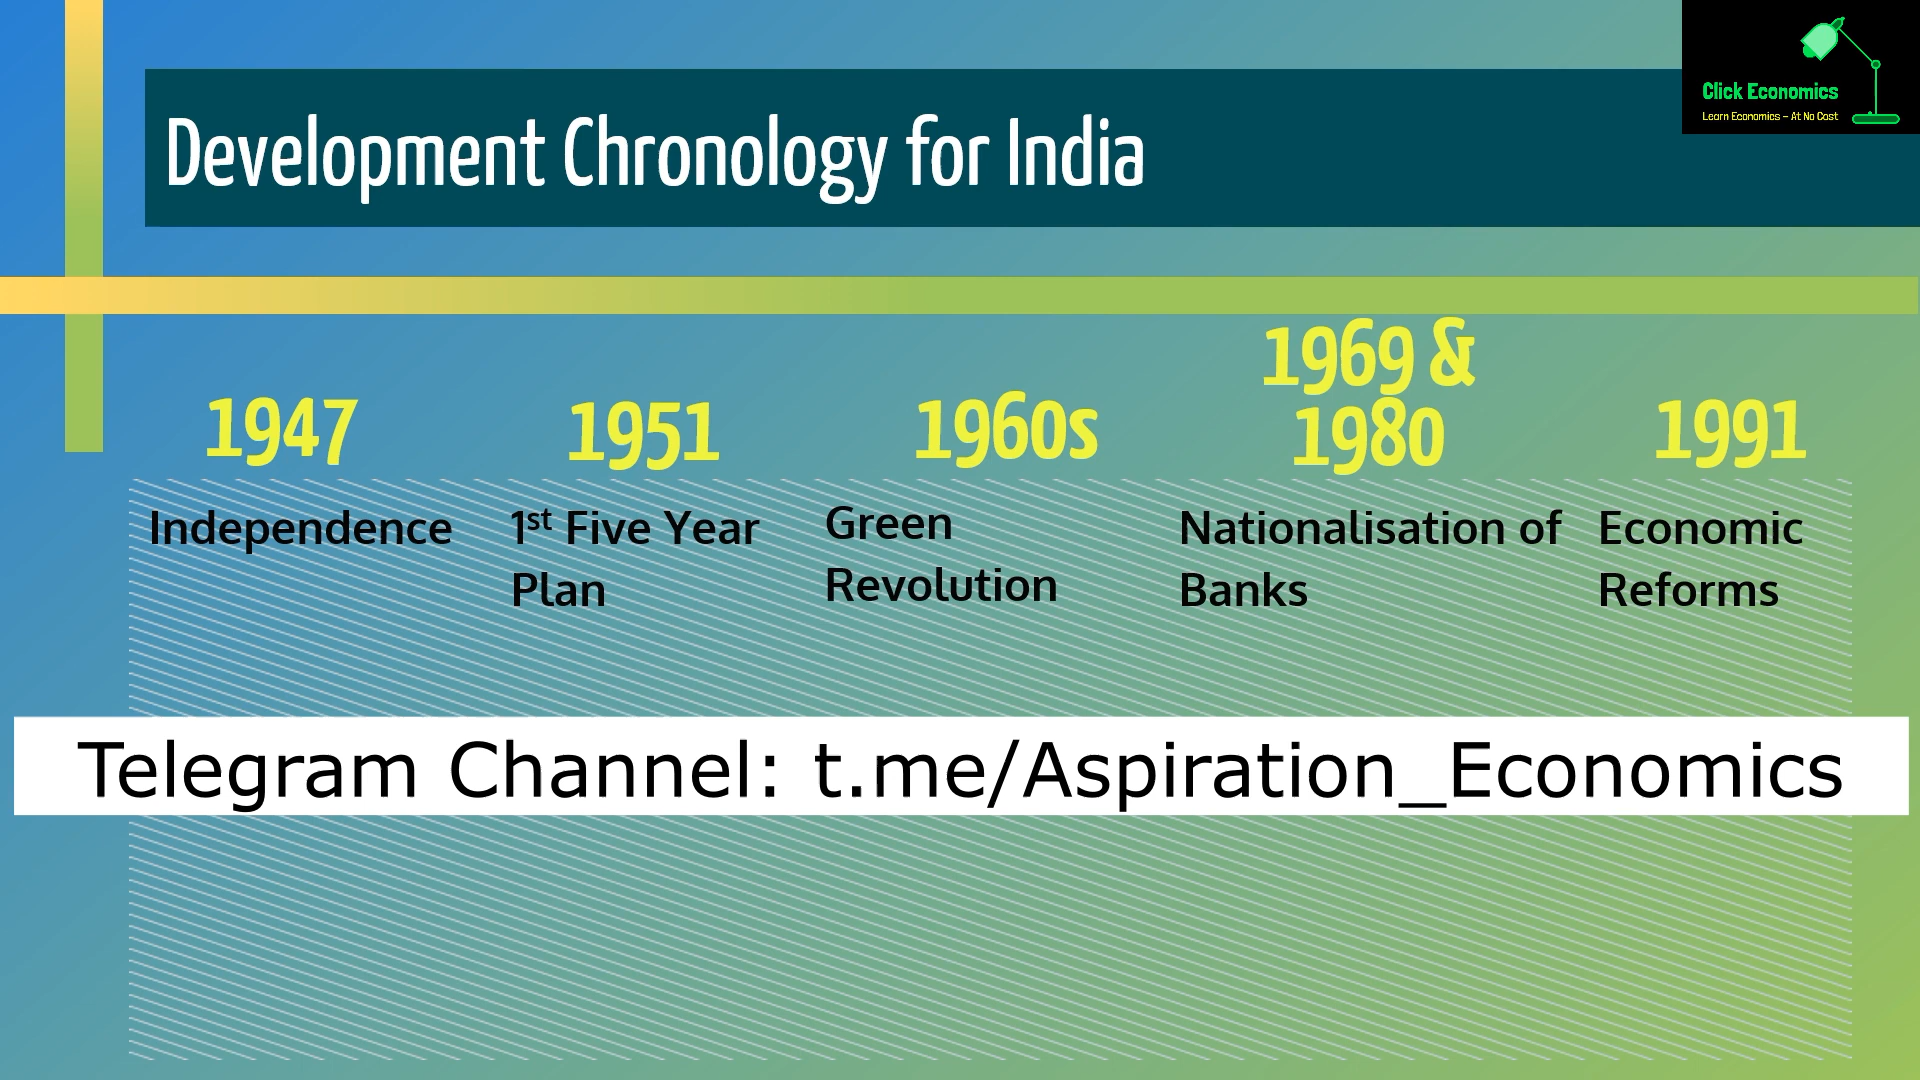 Click Economics
Learn Economics – At No Cost
Development Chronology for India
1947
1951
1960s
1969 &
1980
1991
Independence
1st Five Year
Plan
Green
Revolution
Nationalisation of
Banks
Economic
Reforms
Telegram Channel: t.me/Aspiration_Economics